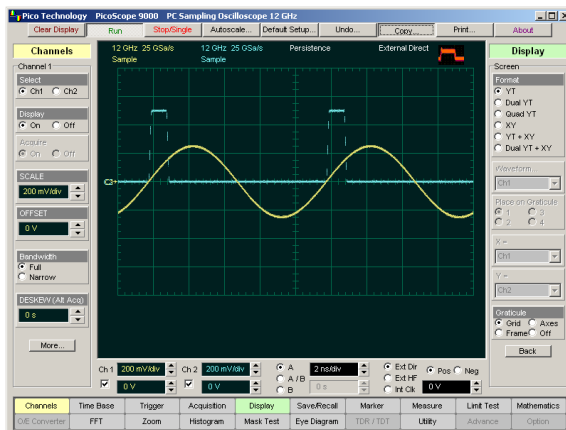 Pico Technology PicoScope 9000 PC Sampling Oscilloscope 12 GHz
Clear Display Run Stop/Single Autoscale... Default Setup... Undo... Copy... Print... About
Channels
Channel 1
Select
Ch1 Ch2
Display
On Off
Acquire
On Off
SCALE
200 mV/div
OFFSET
0 V
Bandwidth
Full
Narrow
DESKEW (Alt Acq)
0 s
More...
12 GHz 25 GSa/s 12 GHz 25 GSa/s Persistence External Direct
Sample Sample
C2
Display
Screen
Format
YT
Dual YT
Quad YT
XY
YT + XY
Dual YT + XY
Waveform...
Ch1
Place on Graticule
1 3
2 4
X =
Ch1
Y =
Ch2
Graticule
Grid Axes
Frame Off
Back
Ch 1 200 mV/div Ch 2 200 mV/div A 2 ns/div Ext Dir Pos Neg
A / B Ext HF
0 V 0 V B 0 s Int Clk 0 V
Channels Time Base Trigger Acquisition Display Save/Recall Marker Measure Limit Test Mathematics
O/E Converter FFT Zoom Histogram Mask Test Eye Diagram TDR / TDT Utility Advance Option